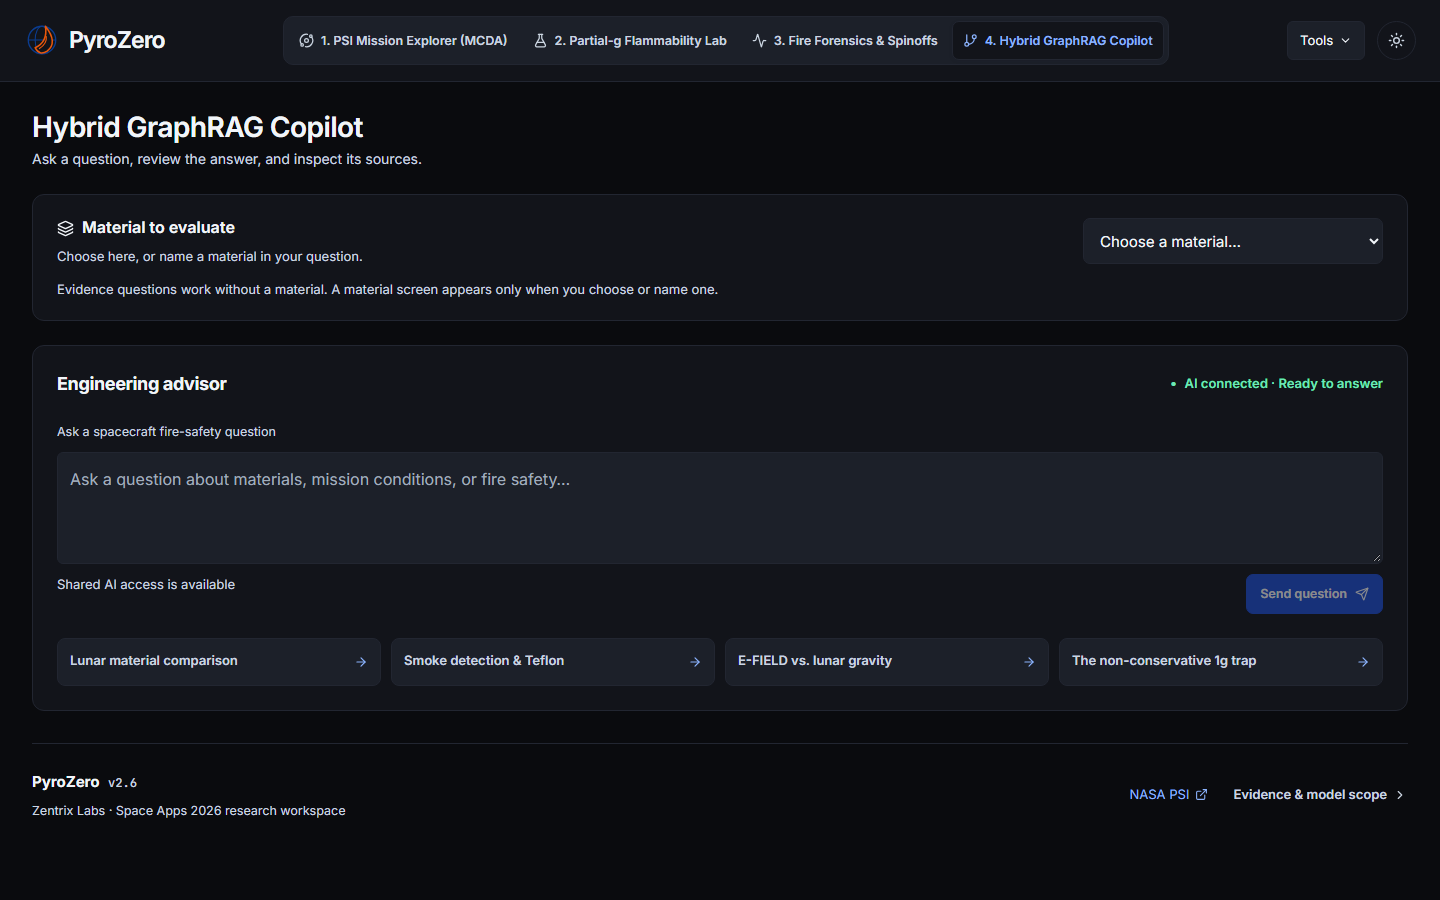 PyroZero
1. PSI Mission Explorer (MCDA)
2. Partial-g Flammability Lab
3. Fire Forensics & Spinoffs
4. Hybrid GraphRAG Copilot
Tools
Hybrid GraphRAG Copilot
Ask a question, review the answer, and inspect its sources.
Material to evaluate
Choose here, or name a material in your question.
Choose a material...
Evidence questions work without a material. A material screen appears only when you choose or name one.
Engineering advisor
• AI connected · Ready to answer
Ask a spacecraft fire-safety question
Ask a question about materials, mission conditions, or fire safety...
Shared AI access is available
Send question
Lunar material comparison
Smoke detection & Teflon
E-FIELD vs. lunar gravity
The non-conservative 1g trap
PyroZero v2.6
Zentrix Labs · Space Apps 2026 research workspace
NASA PSI
Evidence & model scope